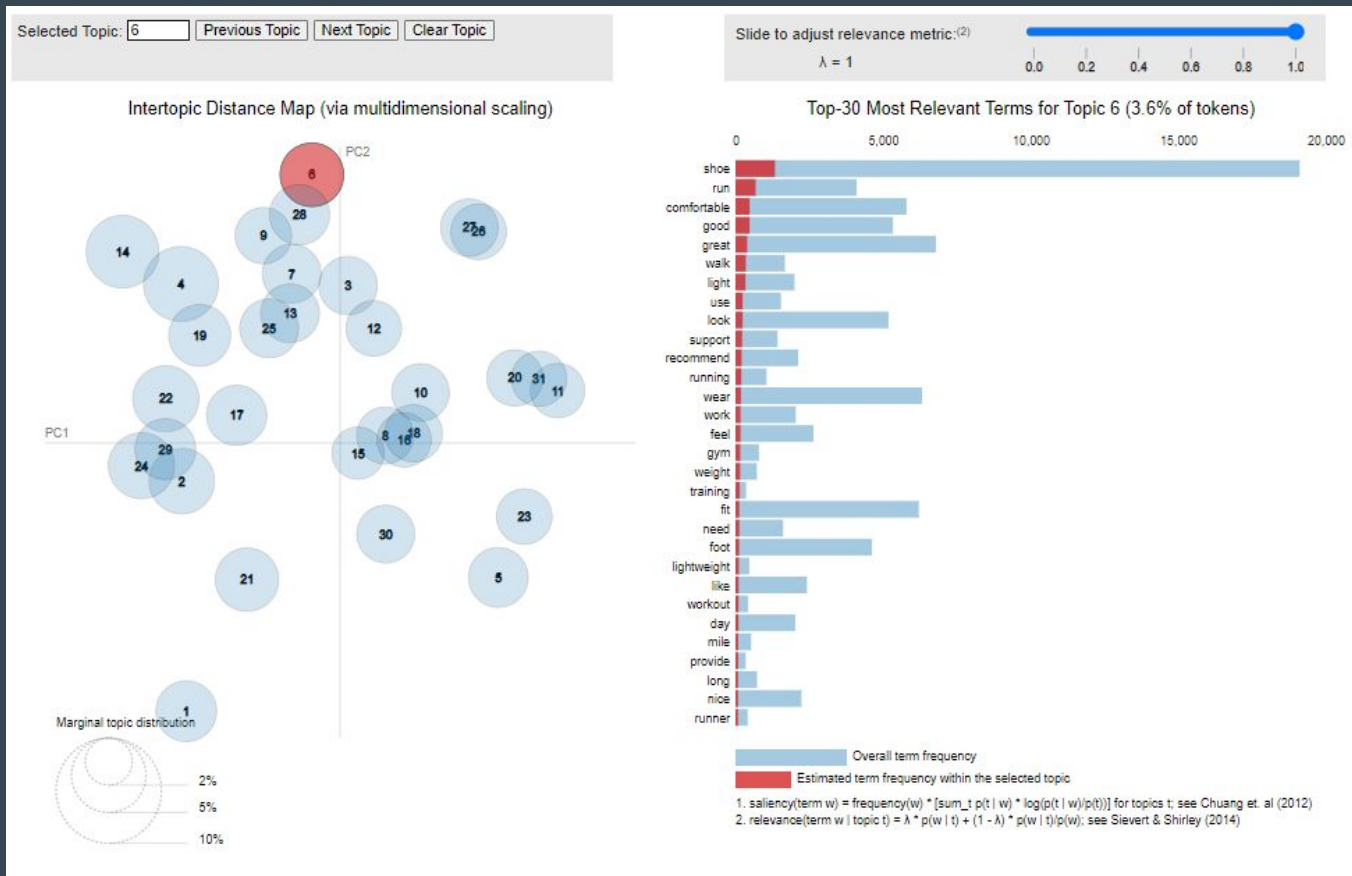 Selected Topic: 6 Previous Topic Next Topic Clear Topic
Slide to adjust relevance metric:(2)
λ = 1
0.0 0.2 0.4 0.6 0.8 1.0
Intertopic Distance Map (via multidimensional scaling)
PC2
PC1
6
28
9
27
26
14
4
7
3
13
25
12
19
20
31
11
10
22
17
8
18
16
15
29
24
2
23
30
5
21
1
Marginal topic distribution
2%
5%
10%
Top-30 Most Relevant Terms for Topic 6 (3.6% of tokens)
0 5,000 10,000 15,000 20,000
shoe
run
comfortable
good
great
walk
light
use
look
support
recommend
running
wear
work
feel
gym
weight
training
fit
need
foot
lightweight
like
workout
day
mile
provide
long
nice
runner
Overall term frequency
Estimated term frequency within the selected topic
1. saliency(term w) = frequency(w) * [sum_t p(t | w) * log(p(t | w)/p(t))] for topics t; see Chuang et. al (2012)
2. relevance(term w | topic t) = λ * p(w | t) + (1 - λ) * p(w | t)/p(w); see Sievert & Shirley (2014)